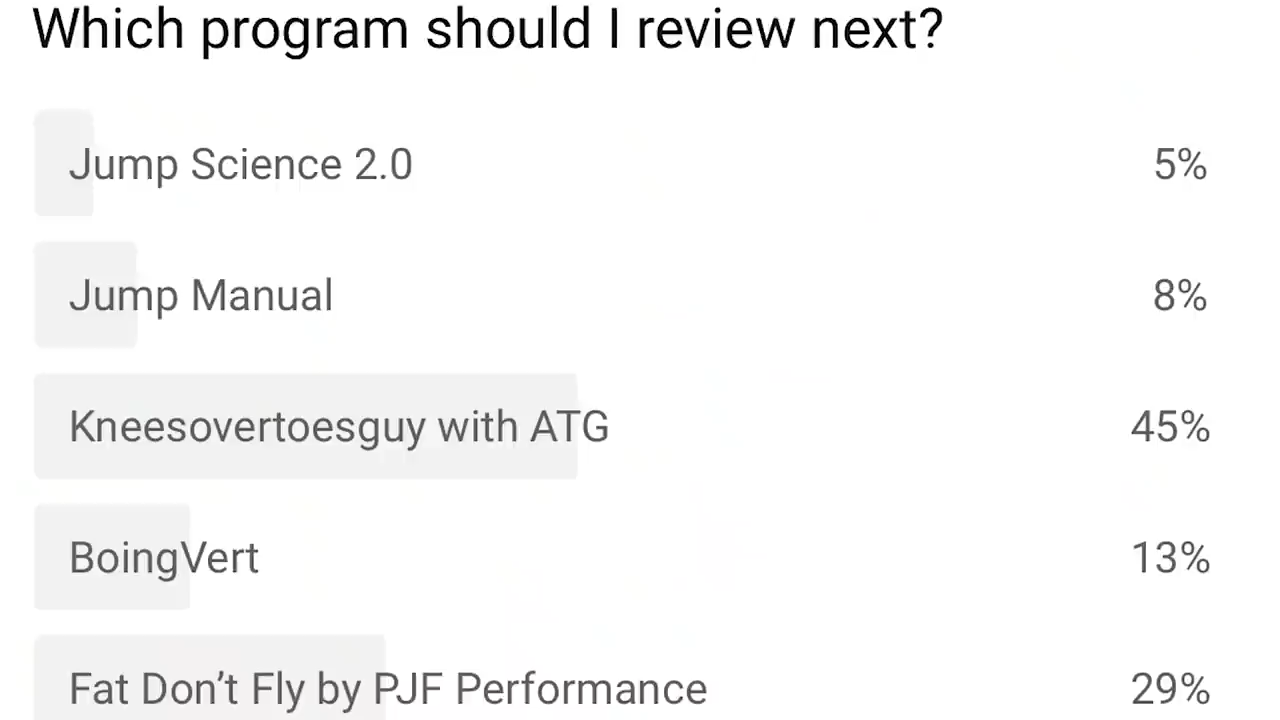 Which program should I review next?
Jump Science 2.0 5%
Jump Manual 8%
Kneesovertoesguy with ATG 45%
BoingVert 13%
Fat Don’t Fly by PJF Performance 29%